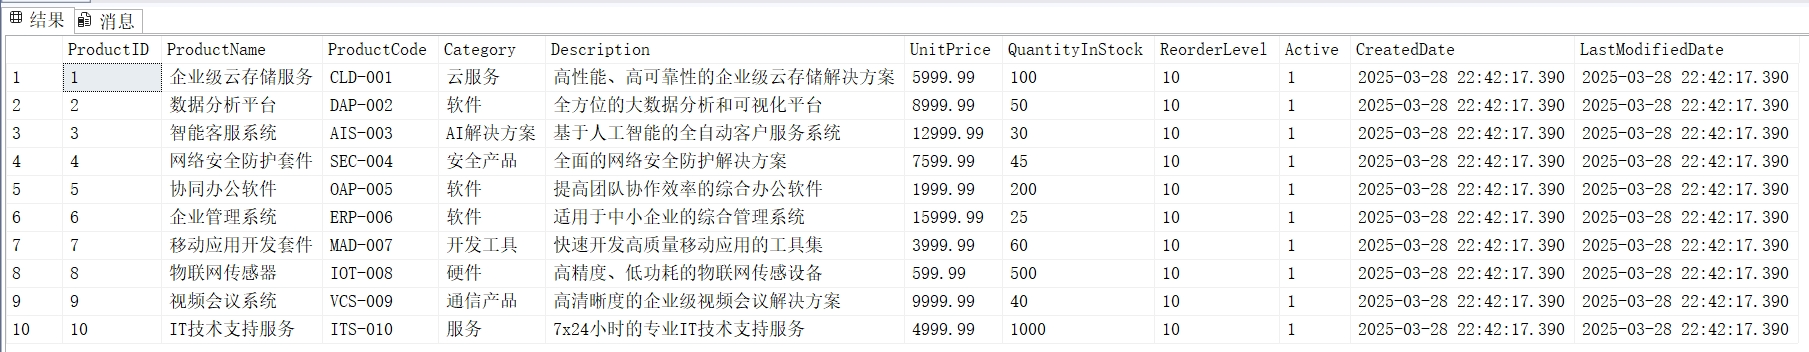 结果 消息
ProductID ProductName ProductCode Category Description UnitPrice QuantityInStock ReorderLevel Active CreatedDate LastModifiedDate
1 1 企业级云存储服务 CLD-001 云服务 高性能、高可靠性的企业级云存储解决方案 5999.99 100 10 1 2025-03-28 22:42:17.390 2025-03-28 22:42:17.390
2 2 数据分析平台 DAP-002 软件 全方位的大数据分析和可视化平台 8999.99 50 10 1 2025-03-28 22:42:17.390 2025-03-28 22:42:17.390
3 3 智能客服系统 AIS-003 AI解决方案 基于人工智能的全自动客户服务系统 12999.99 30 10 1 2025-03-28 22:42:17.390 2025-03-28 22:42:17.390
4 4 网络安全防护套件 SEC-004 安全产品 全面的网络安全防护解决方案 7599.99 45 10 1 2025-03-28 22:42:17.390 2025-03-28 22:42:17.390
5 5 协同办公软件 OAP-005 软件 提高团队协作效率的综合办公软件 1999.99 200 10 1 2025-03-28 22:42:17.390 2025-03-28 22:42:17.390
6 6 企业管理系统 ERP-006 软件 适用于中小企业的综合管理系统 15999.99 25 10 1 2025-03-28 22:42:17.390 2025-03-28 22:42:17.390
7 7 移动应用开发套件 MAD-007 开发工具 快速开发高质量移动应用的工具集 3999.99 60 10 1 2025-03-28 22:42:17.390 2025-03-28 22:42:17.390
8 8 物联网传感器 IOT-008 硬件 高精度、低功耗的物联网传感设备 599.99 500 10 1 2025-03-28 22:42:17.390 2025-03-28 22:42:17.390
9 9 视频会议系统 VCS-009 通信产品 高清晰度的企业级视频会议解决方案 9999.99 40 10 1 2025-03-28 22:42:17.390 2025-03-28 22:42:17.390
10 10 IT技术支持服务 ITS-010 服务 7x24小时的专业IT技术支持服务 4999.99 1000 10 1 2025-03-28 22:42:17.390 2025-03-28 22:42:17.390